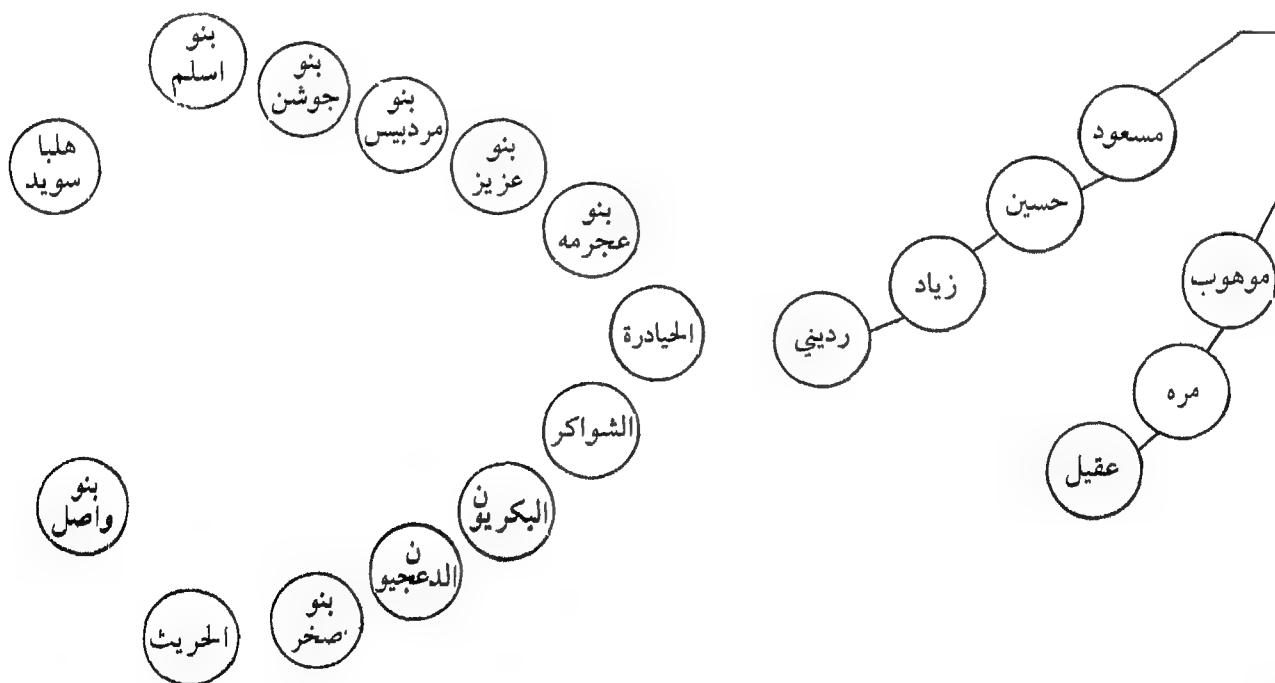 مسعود
حسين
زياد
رديني
موهوب
مره
عقيل
بنو
اسلم
بنو
جوشن
بنو
مردبيس
بنو
عزيز
بنو
عجرمه
هلبا
سويد
الحيادرة
الشواكر
البكريون
الدعجيون
بنو
صخر
الحريث
بنو
واصل